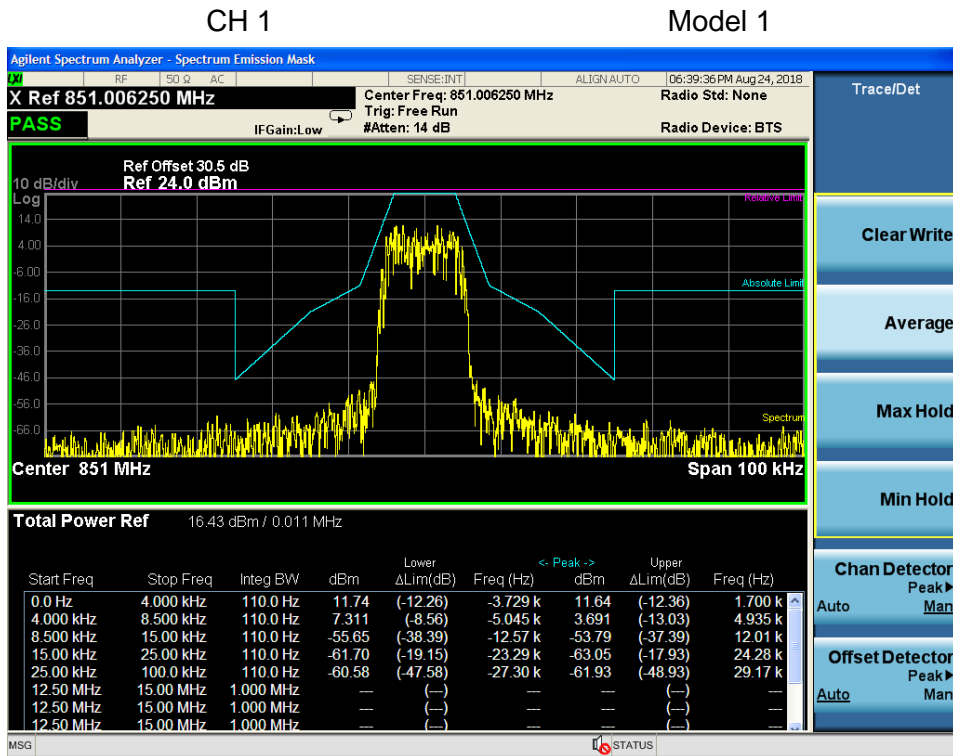 CH 1 Model 1
Agilent Spectrum Analyzer - Spectrum Emission Mask
LXI RF 50 Ω AC SENSE:INT ALIGN AUTO 06:39:36 PM Aug 24, 2018
X Ref 851.006250 MHz
PASS
IFGain:Low
Center Freq: 851.006250 MHz
Trig: Free Run
#Atten: 14 dB
Radio Std: None
Radio Device: BTS
Ref Offset 30.5 dB
10 dB/div Ref 24.0 dBm
Log
Relative Limit
14.0
4.00
-6.00
Absolute Limit
-16.0
-26.0
-36.0
-46.0
-56.0
Spectrum
-66.0
Center 851 MHz Span 100 kHz
Total Power Ref 16.43 dBm / 0.011 MHz
Lower <- Peak -> Upper
Start Freq Stop Freq Integ BW dBm ΔLim(dB) Freq (Hz) dBm ΔLim(dB) Freq (Hz)
0.0 Hz 4.000 kHz 110.0 Hz 11.74 (-12.26) -3.729 k 11.64 (-12.36) 1.700 k
4.000 kHz 8.500 kHz 110.0 Hz 7.311 (-8.56) -5.045 k 3.691 (-13.03) 4.935 k
8.500 kHz 15.00 kHz 110.0 Hz -55.65 (-38.39) -12.57 k -53.79 (-37.39) 12.01 k
15.00 kHz 25.00 kHz 110.0 Hz -61.70 (-19.15) -23.29 k -63.05 (-17.93) 24.28 k
25.00 kHz 100.0 kHz 110.0 Hz -60.58 (-47.58) -27.30 k -61.93 (-48.93) 29.17 k
12.50 MHz 15.00 MHz 1.000 MHz --- (---) --- --- (---) ---
12.50 MHz 15.00 MHz 1.000 MHz --- (---) --- --- (---) ---
12.50 MHz 15.00 MHz 1.000 MHz --- (---) --- --- (---) ---
MSG STATUS
Trace/Det
Clear Write
Average
Max Hold
Min Hold
Chan Detector
Peak▶
Auto Man
Offset Detector
Peak▶
Auto Man